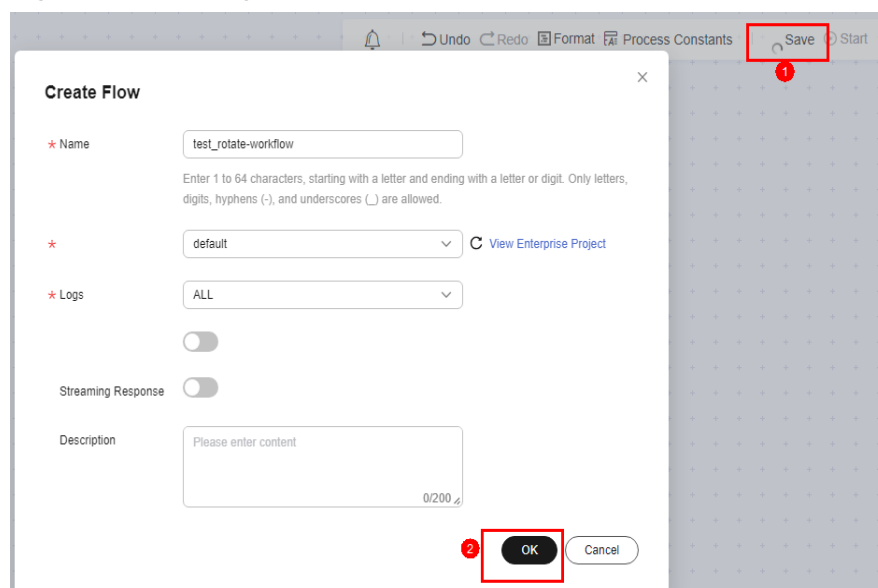 Undo Redo Format Process Constants Save Start
1
Create Flow
* Name test_rotate-workflow
Enter 1 to 64 characters, starting with a letter and ending with a letter or digit. Only letters,
digits, hyphens (-), and underscores (_) are allowed.
* default View Enterprise Project
* Logs ALL
Streaming Response
Description Please enter content
0/200
2 OK Cancel